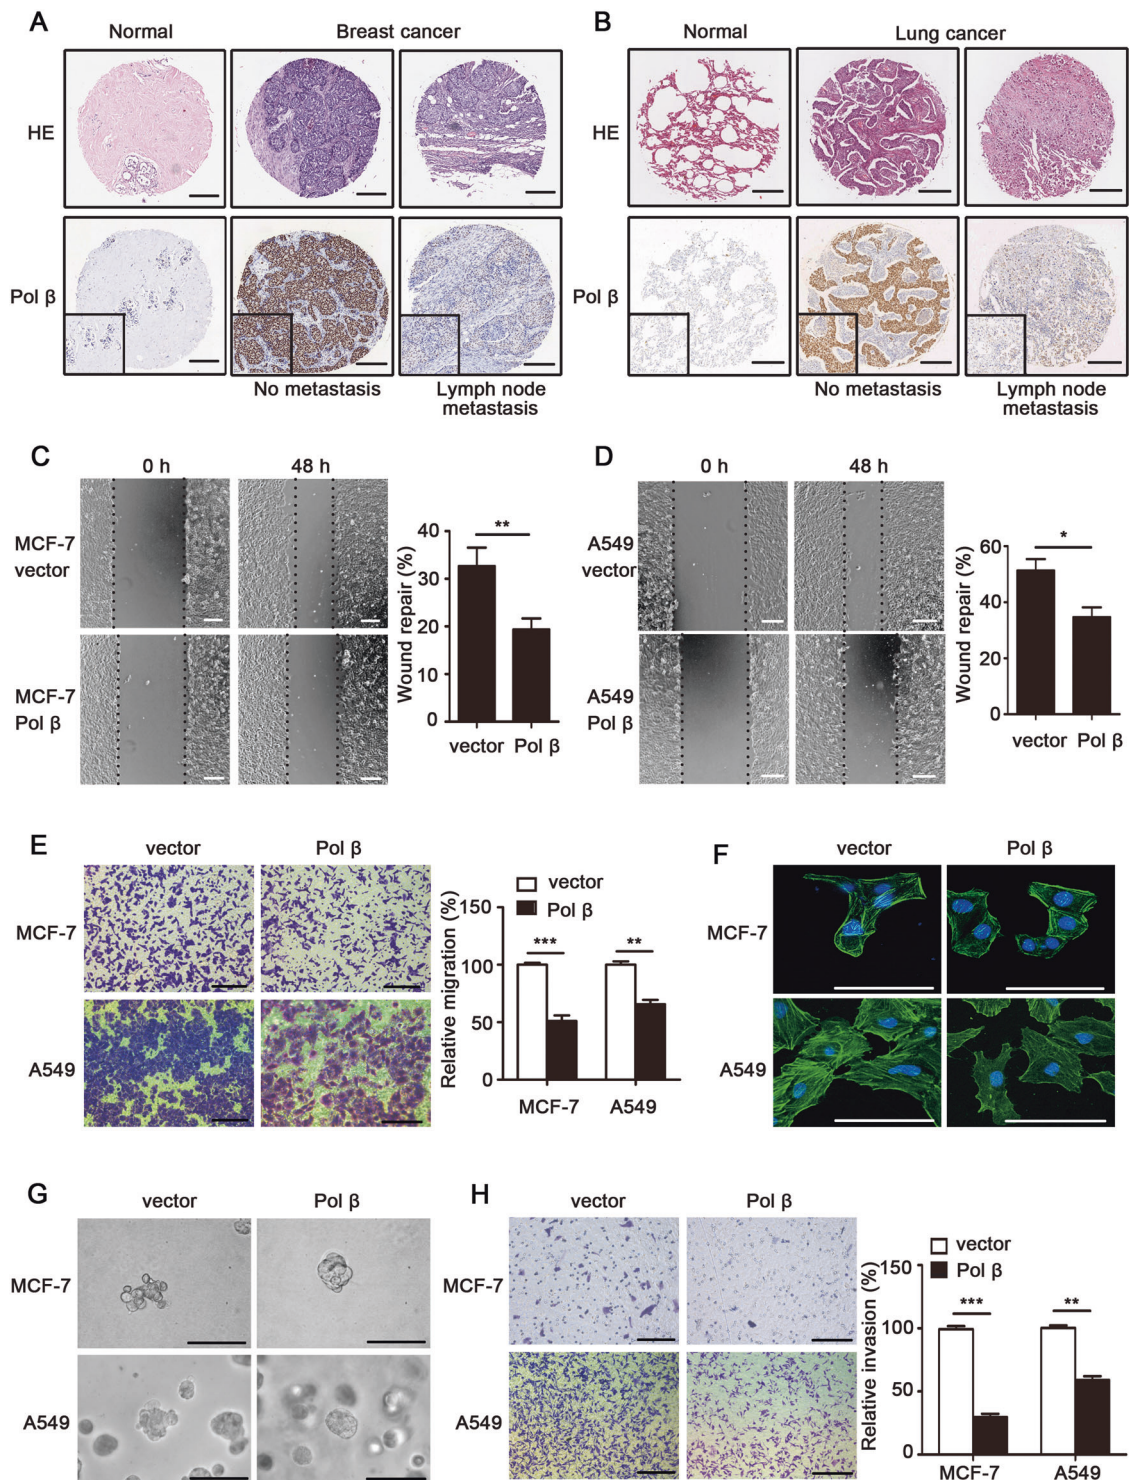 A
Normal
Breast cancer
HE
Pol β
No metastasis
Lymph node
metastasis
B
Normal
Lung cancer
HE
Pol β
No metastasis
Lymph node
metastasis
C
0 h
48 h
MCF-7
vector
MCF-7
Pol β
Wound repair (%)
40
30
20
10
0
**
vector
Pol β
D
0 h
48 h
A549
vector
A549
Pol β
Wound repair (%)
60
40
20
0
*
vector
Pol β
E
vector
Pol β
MCF-7
A549
Relative migration (%)
150
100
50
0
vector
Pol β
***
**
MCF-7
A549
F
vector
Pol β
MCF-7
A549
G
vector
Pol β
MCF-7
A549
H
vector
Pol β
MCF-7
A549
Relative invasion (%)
150
100
50
0
vector
Pol β
***
**
MCF-7
A549